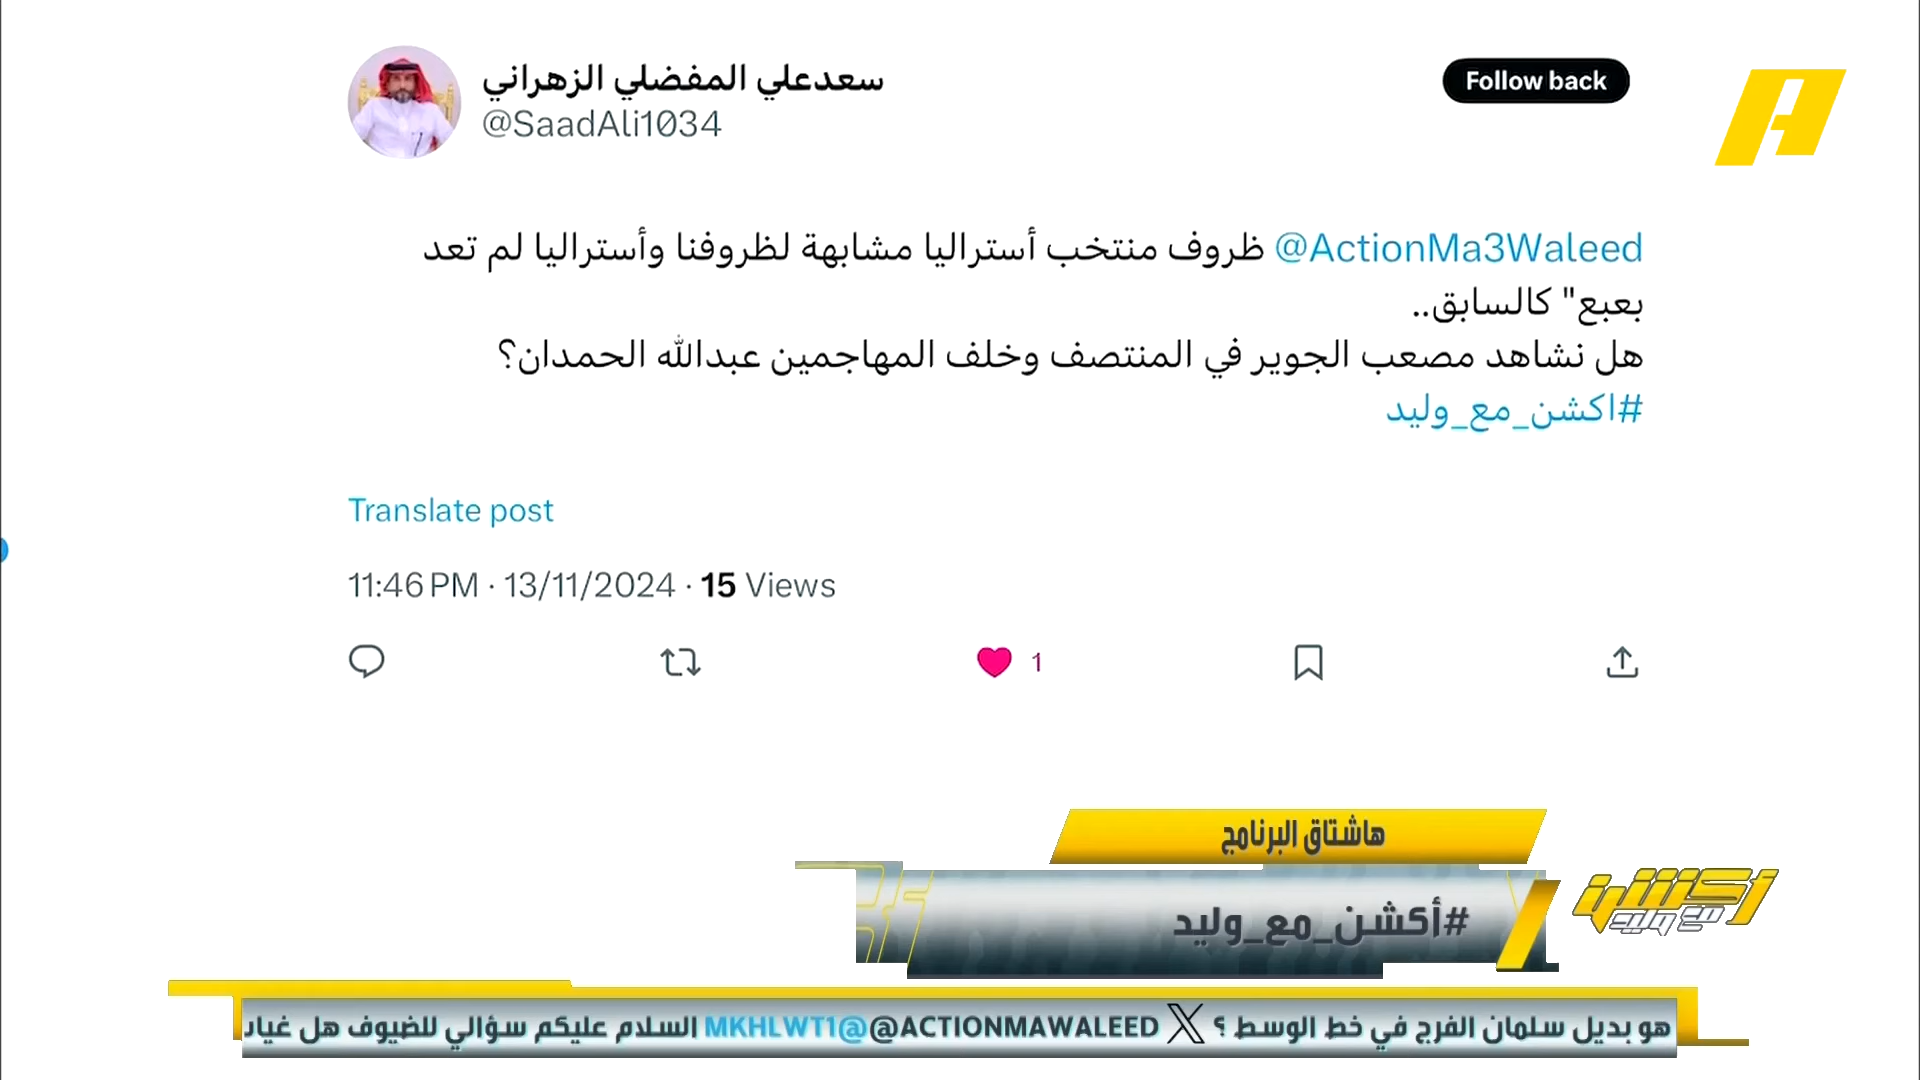 سعدعلي المفضلي الزهراني
@SaadAli1034
Follow back
@ActionMa3Waleed ظروف منتخب أستراليا مشابهة لظروفنا وأستراليا لم تعد
بعبع" كالسابق..
هل نشاهد مصعب الجوير في المنتصف وخلف المهاجمين عبدالله الحمدان؟
#اكشن_مع_وليد
Translate post
11:46 PM · 13/11/2024 · 15 Views
1
هاشتاق البرنامج
#أكشن_مع_وليد
أكشن
مع وليد
هو بديل سلمان الفرج في خط الوسط ؟ X @ACTIONMAWALEED @MKHLWT1 السلام عليكم سؤالي للضيوف هل غياب